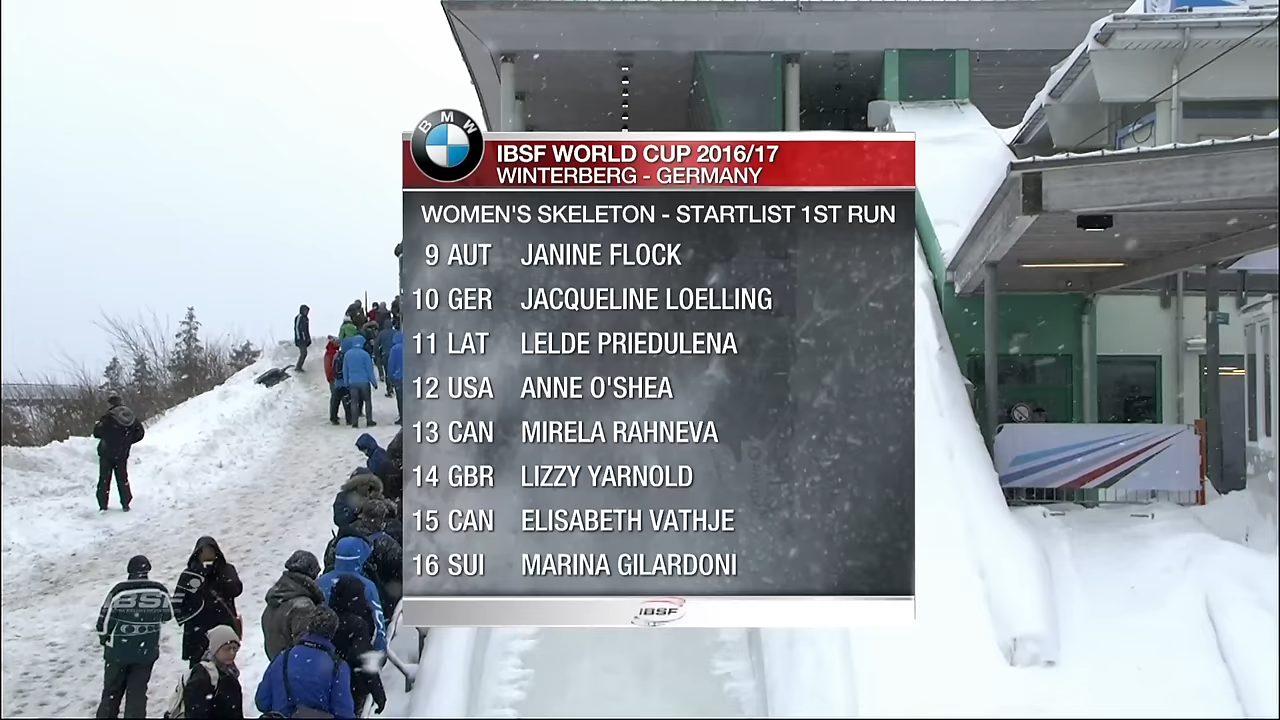 BMW
IBSF WORLD CUP 2016/17
WINTERBERG - GERMANY
WOMEN'S SKELETON - STARTLIST 1ST RUN
9 AUT JANINE FLOCK
10 GER JACQUELINE LOELLING
11 LAT LELDE PRIEDULENA
12 USA ANNE O'SHEA
13 CAN MIRELA RAHNEVA
14 GBR LIZZY YARNOLD
15 CAN ELISABETH VATHJE
16 SUI MARINA GILARDONI
IBSF
IBSF